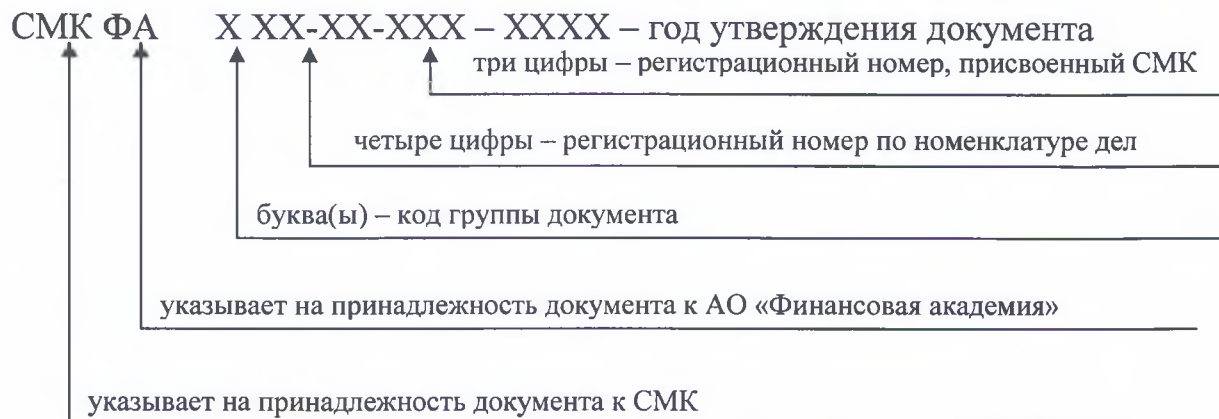 СМК ФА Х ХХ-ХХ-ХХХ – ХХХХ – год утверждения документа
три цифры – регистрационный номер, присвоенный СМК
четыре цифры – регистрационный номер по номенклатуре дел
буква(ы) – код группы документа
указывает на принадлежность документа к АО «Финансовая академия»
указывает на принадлежность документа к СМК